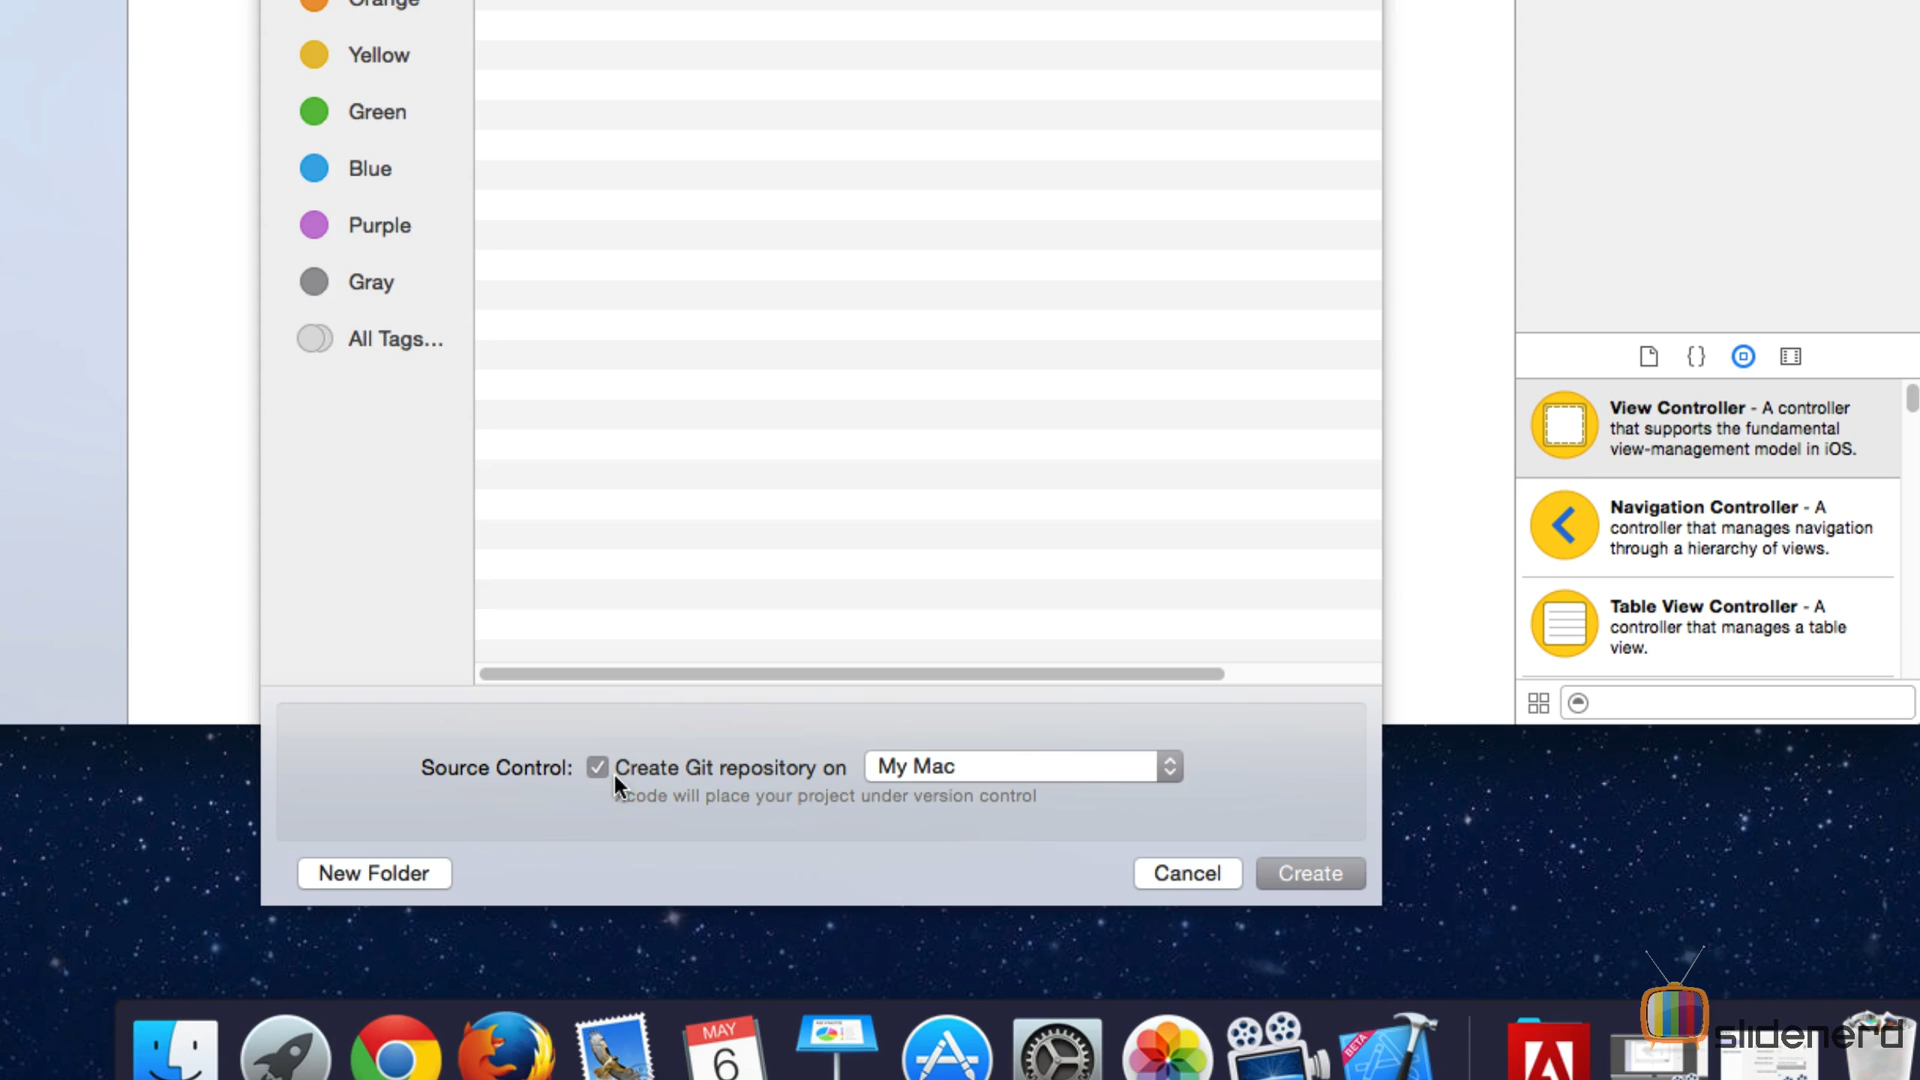 Orange
Yellow
Green
Blue
Purple
Gray
All Tags...
View Controller - A controller
that supports the fundamental
view-management model in iOS.
Navigation Controller - A
controller that manages navigation
through a hierarchy of views.
Table View Controller - A
controller that manages a table
view.
Source Control: Create Git repository on My Mac
code will place your project under version control
New Folder Cancel Create
MAY
6
BETA
slidenerd